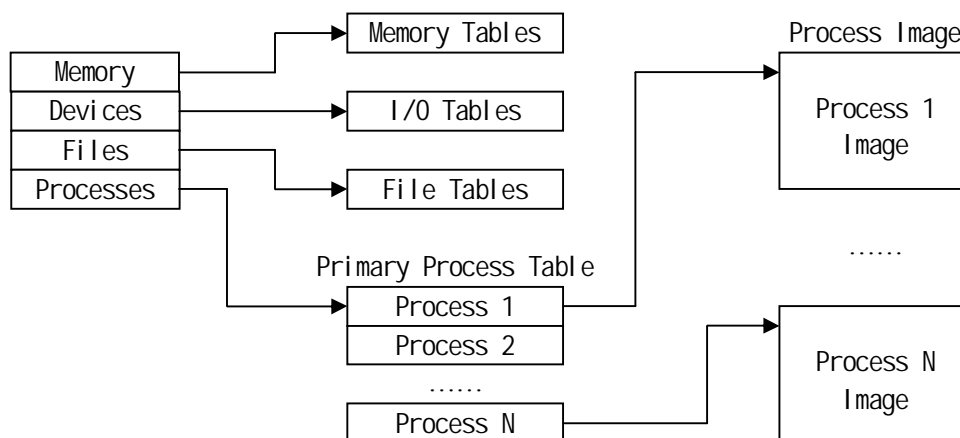 Memory
Devices
Files
Processes
Memory Tables
I/O Tables
File Tables
Primary Process Table
Process 1
Process 2
......
Process N
Process Image
Process 1
Image
......
Process N
Image